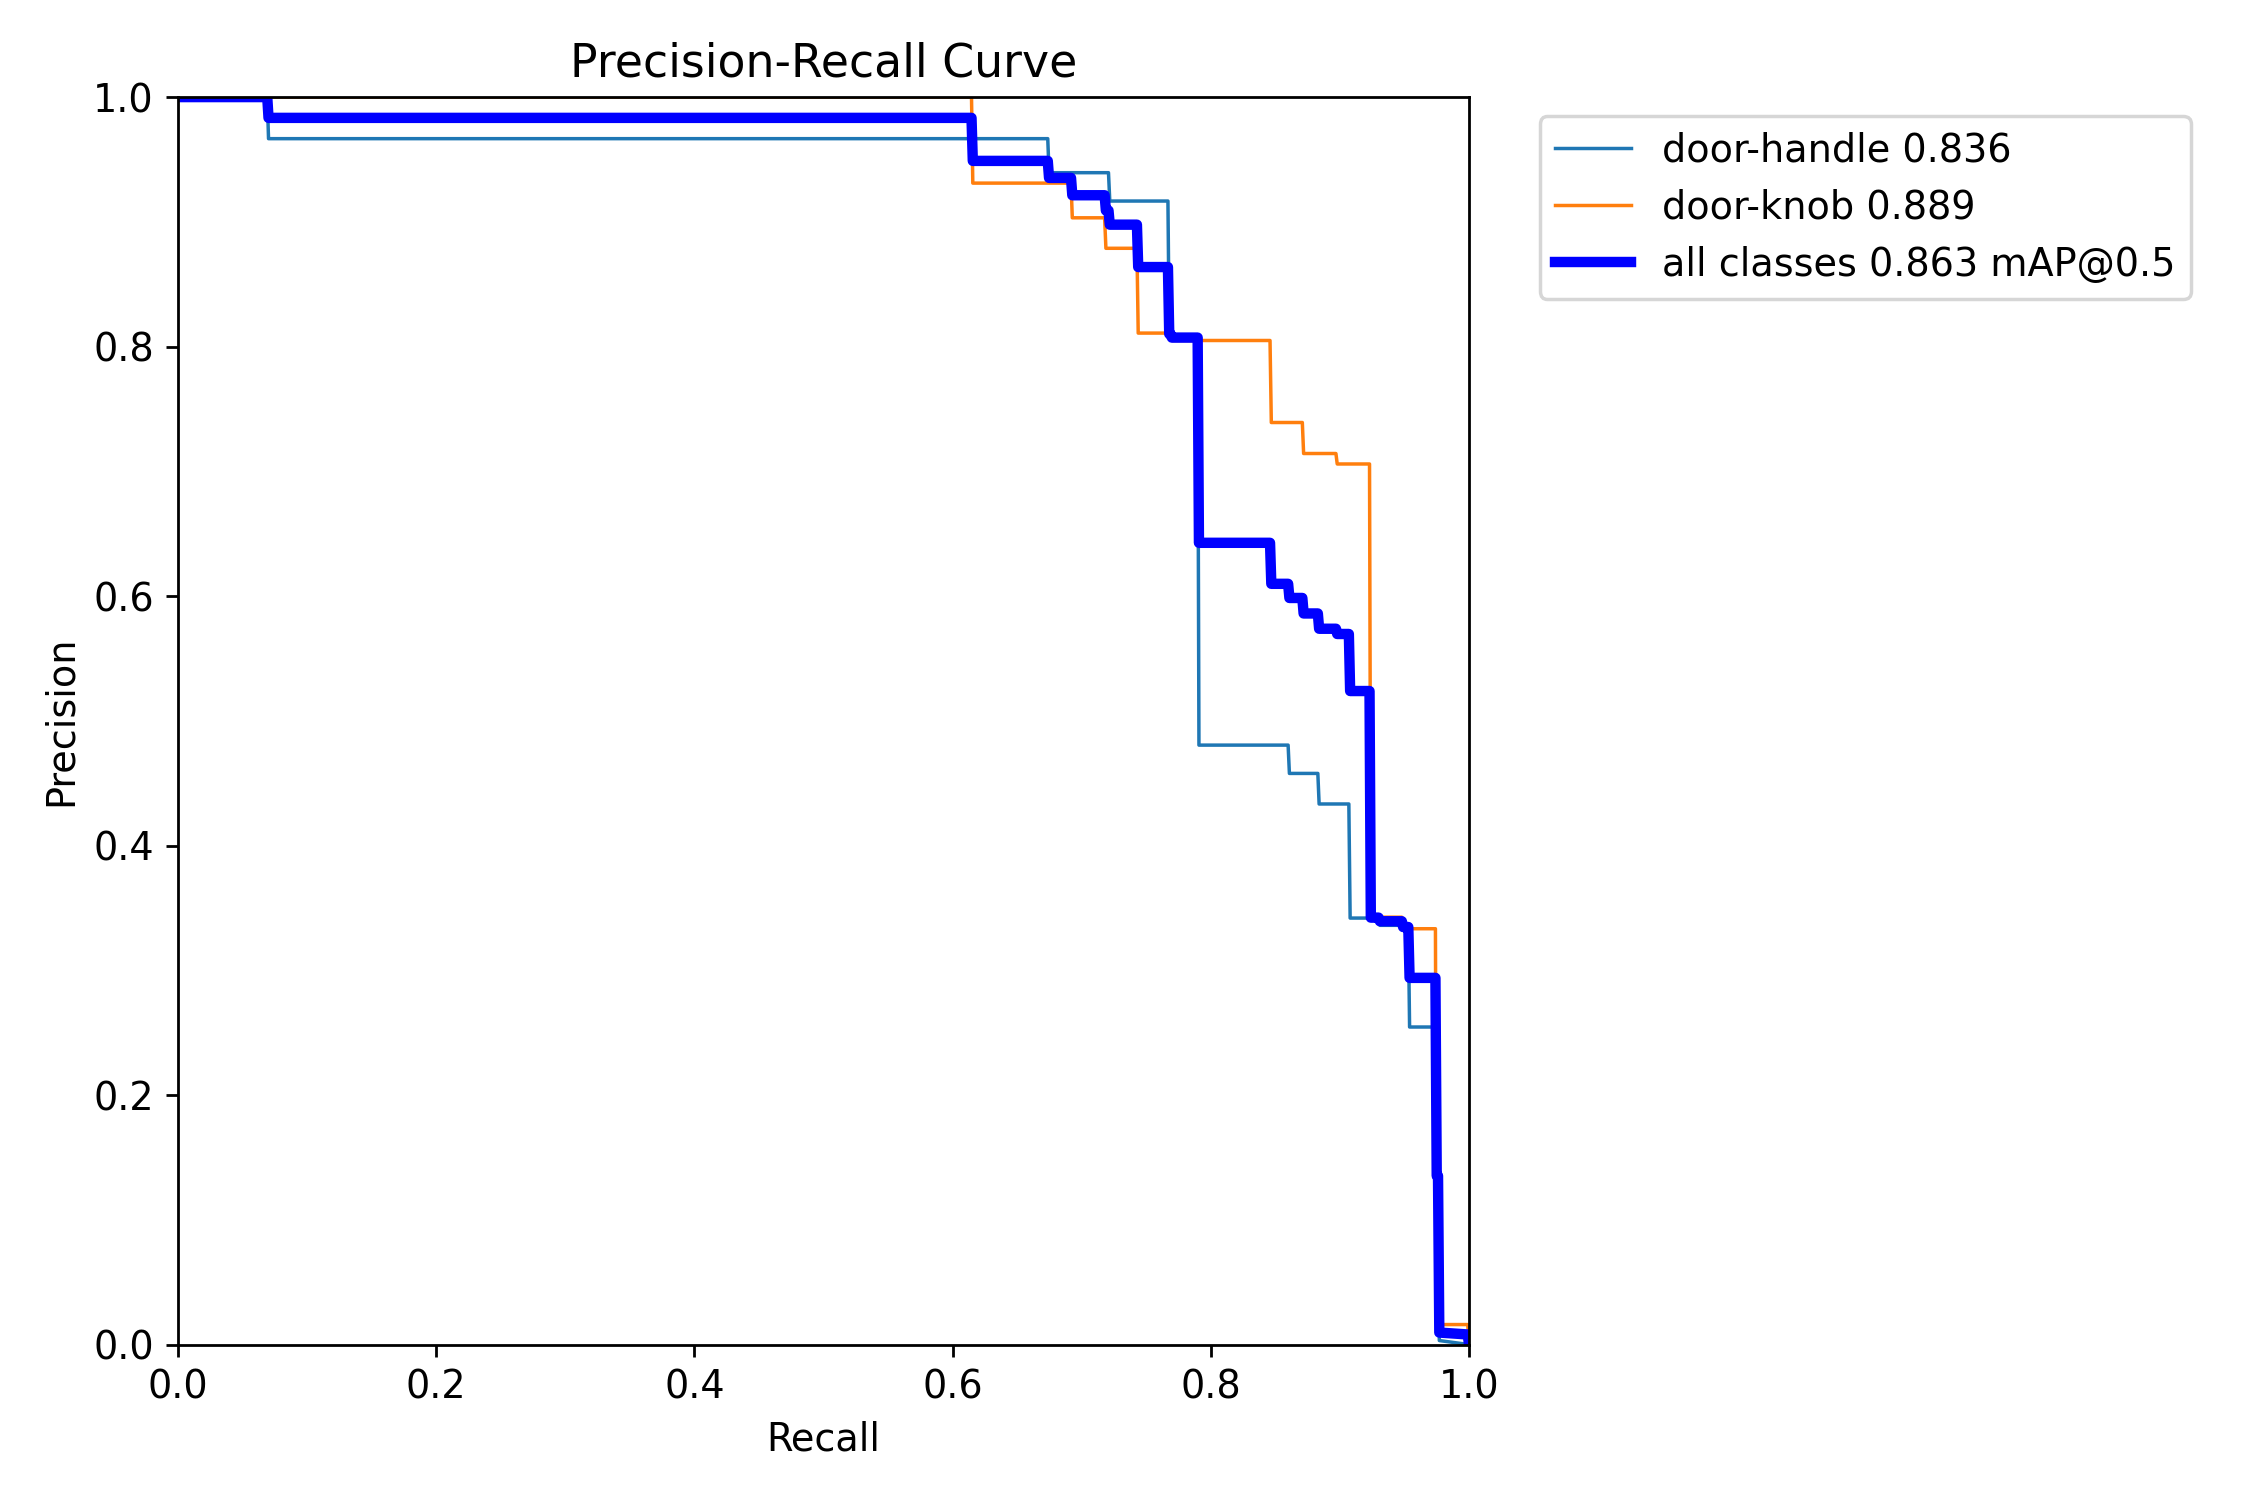 Precision-Recall Curve
1.0
0.8
0.6
0.4
0.2
0.0
Precision
0.0 0.2 0.4 0.6 0.8 1.0
Recall
door-handle 0.836
door-knob 0.889
all classes 0.863 mAP@0.5